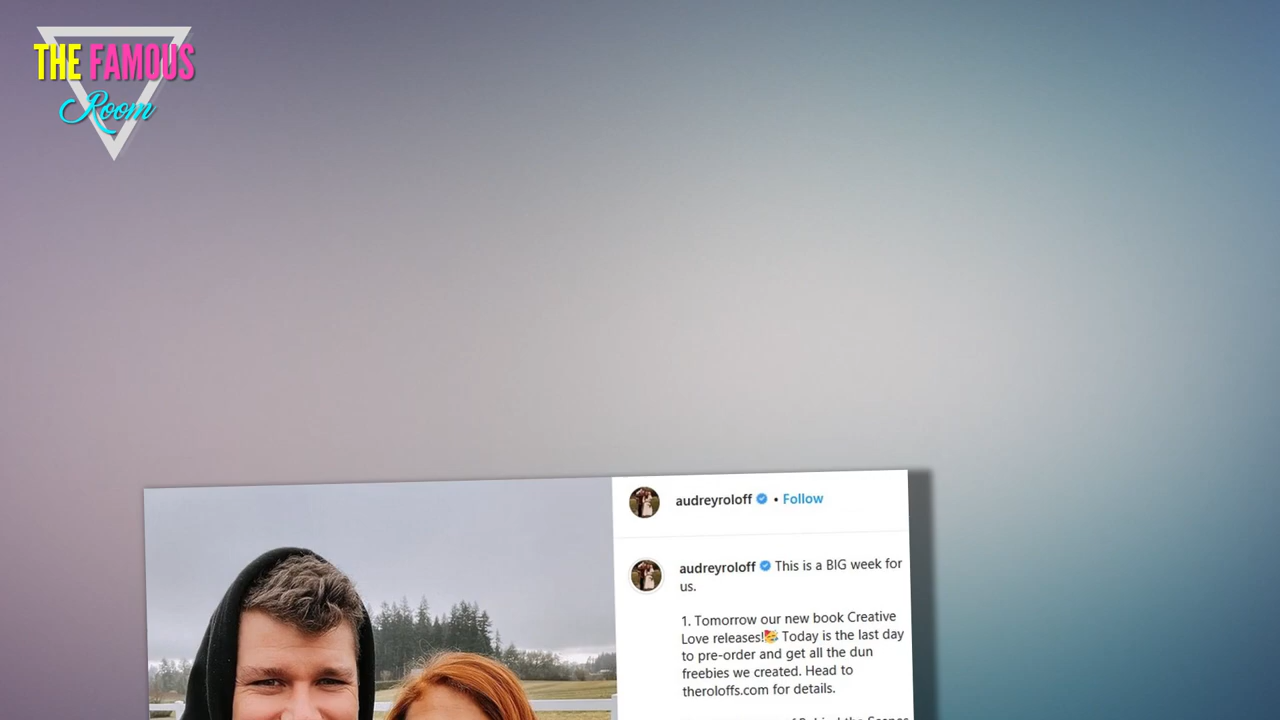 THE FAMOUS
Room
audreyroloff • Follow
audreyroloff This is a BIG week for
us.
1. Tomorrow our new book Creative
Love releases!🥳 Today is the last day
to pre-order and get all the dun
freebies we created. Head to
theroloffs.com for details.